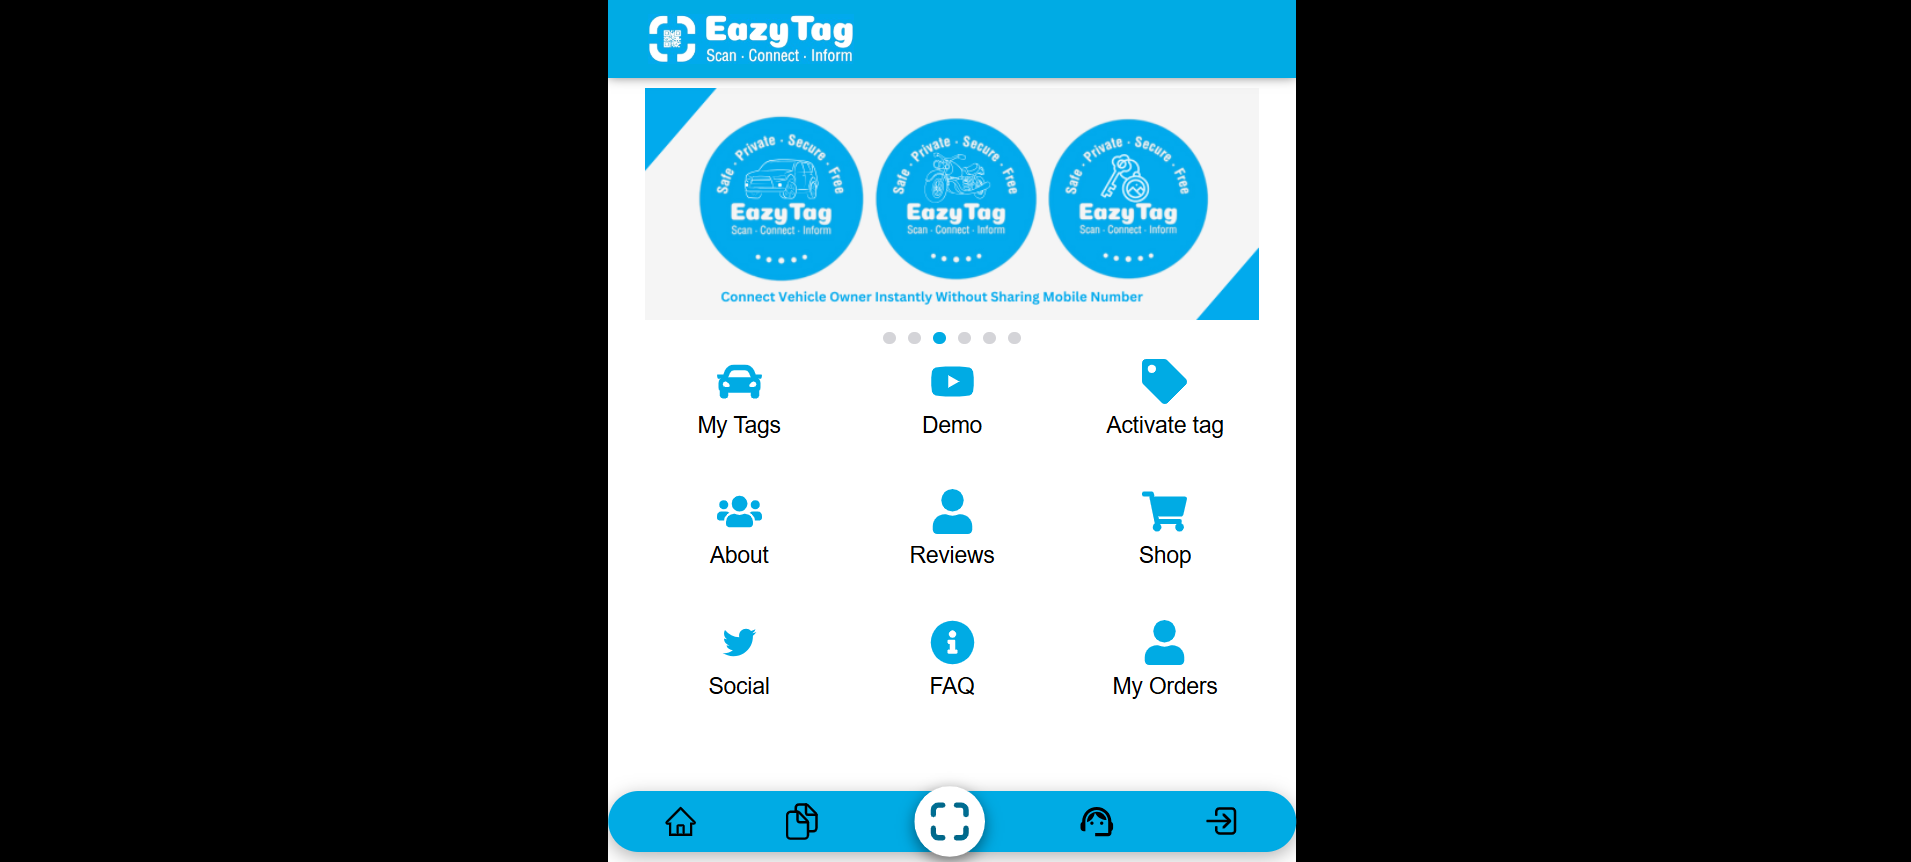 EazyTag
Scan · Connect · Inform
Safe · Private · Secure · Free
EazyTag
Scan · Connect · Inform
Safe · Private · Secure · Free
EazyTag
Scan · Connect · Inform
Safe · Private · Secure · Free
EazyTag
Scan · Connect · Inform
Connect Vehicle Owner Instantly Without Sharing Mobile Number
My Tags
Demo
Activate tag
About
Reviews
Shop
Social
FAQ
My Orders